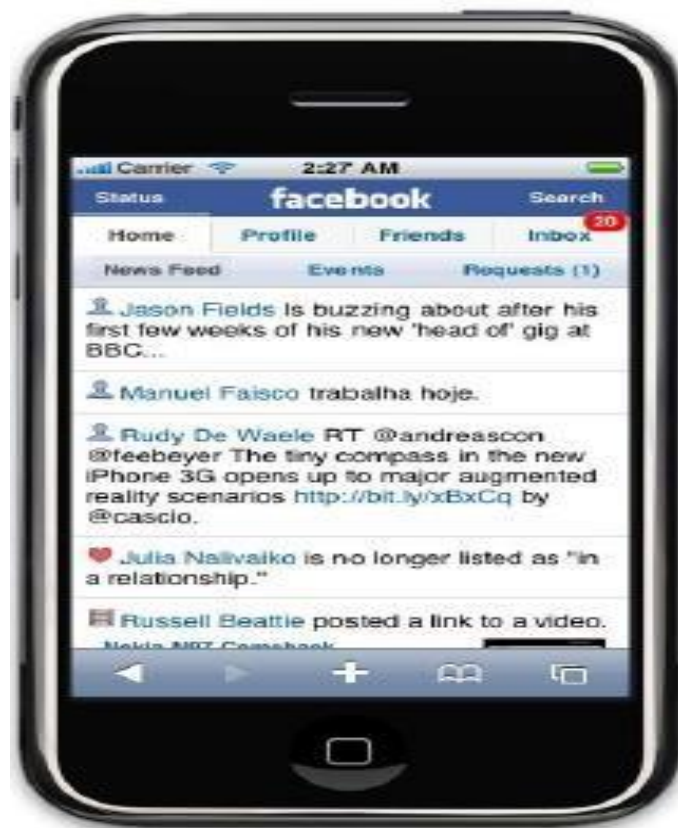 Carrier 2:27 AM
Status facebook Search
Home Profile Friends Inbox 20
News Feed Events Requests (1)
Jason Fields Is buzzing about after his
first few weeks of his new 'head of' gig at
BBC...
Manuel Faisco trabalha hoje.
Rudy De Waele RT @andreascon
@feebeyer The tiny compass in the new
iPhone 3G opens up to major augmented
reality scenarios http://bit.ly/xBxCq by
@cascio.
Julia Nalivaiko is no longer listed as "in
a relationship."
Russell Beattie posted a link to a video.
Nokia N97 Comeback